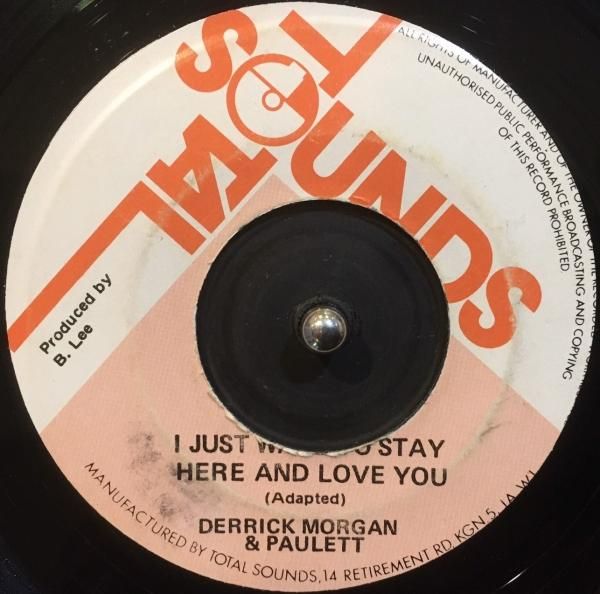 TOTAL
SOUNDS
ALL RIGHTS OF MANUFACTURER AND OF THE OWNER OF THE RECORDED
UNAUTHORISED PUBLIC PERFORMANCE BROADCASTING AND COPYING
OF THIS RECORD PROHIBITED
Produced by
B. Lee
I JUST STAY
HERE AND LOVE YOU
(Adapted)
DERRICK MORGAN
& PAULETT
MANUFACTURED BY TOTAL SOUNDS, 14 RETIREMENT RD, KGN 5, JA. W.I.